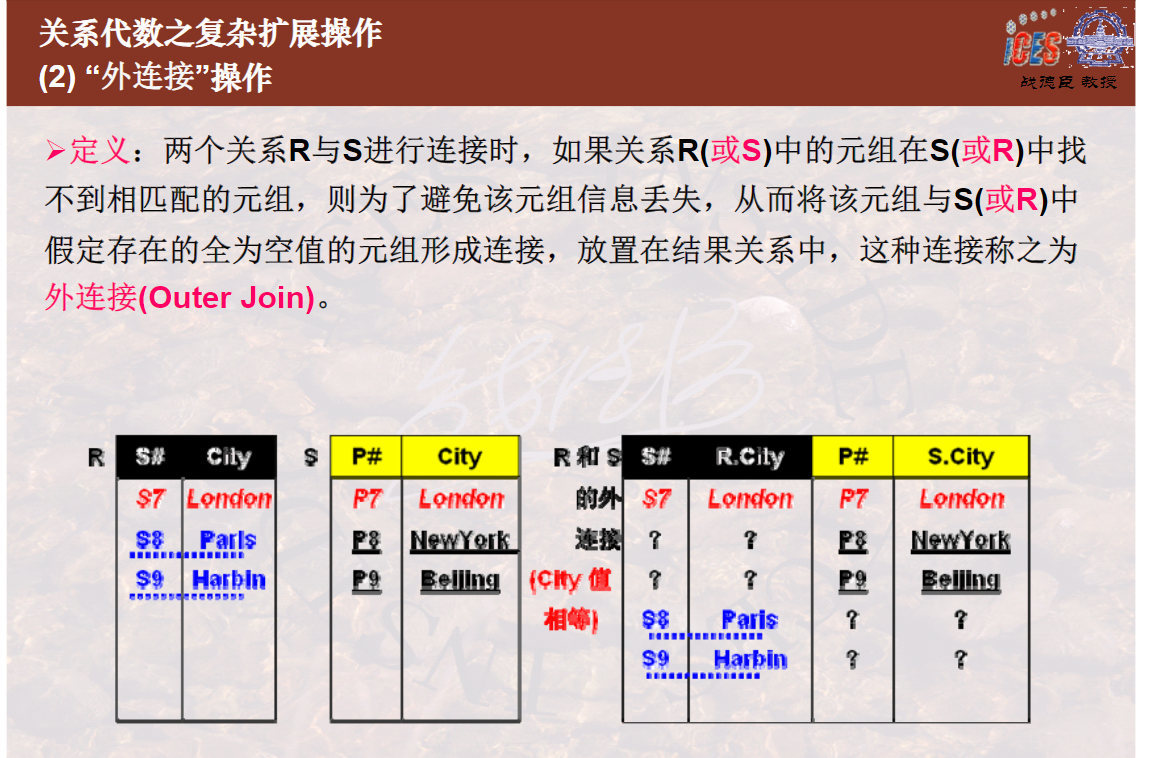 关系代数之复杂扩展操作
(2) “外连接”操作
iCES
战德臣 教授
➢定义：两个关系R与S进行连接时，如果关系R(或S)中的元组在S(或R)中找
不到相匹配的元组，则为了避免该元组信息丢失，从而将该元组与S(或R)中
假定存在的全为空值的元组形成连接，放置在结果关系中，这种连接称之为
外连接(Outer Join)。
R S# City S P# City R 和 S S# R.City P# S.City
S7 London P7 London 的外 S7 London P7 London
S8 Paris P8 NewYork 连接 ? ? P8 NewYork
S9 Harbin P9 Beijing (City 值 ? ? P9 Beijing
相等) S8 Paris ? ?
S9 Harbin ? ?